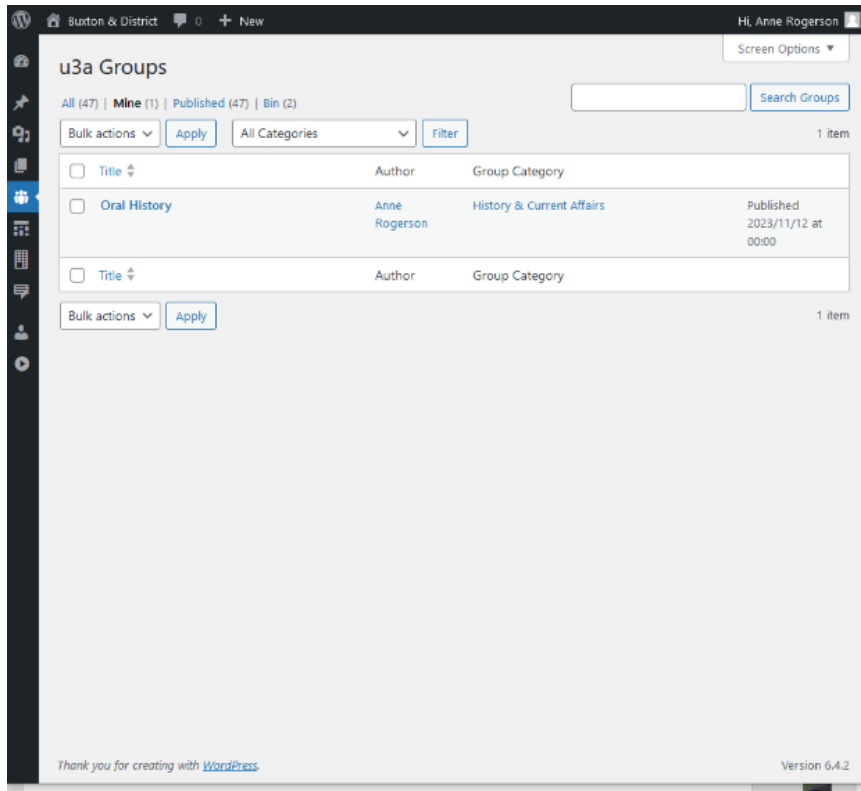 Buxton & District 0 + New Hi, Anne Rogerson
Screen Options ▼
u3a Groups
All (47) | Mine (1) | Published (47) | Bin (2)
Search Groups
Bulk actions Apply All Categories Filter 1 item
Title Author Group Category
Oral History Anne Rogerson History & Current Affairs Published 2023/11/12 at 00:00
Title Author Group Category
Bulk actions Apply 1 item
Thank you for creating with WordPress. Version 6.4.2